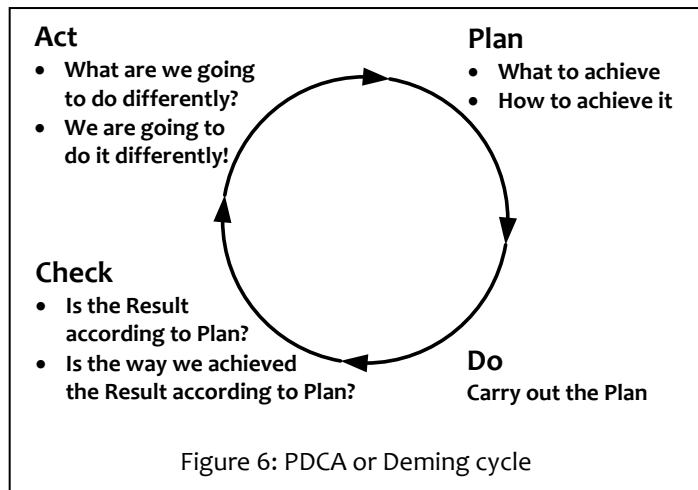 Act
• What are we going
to do differently?
• We are going to
do it differently!
Plan
• What to achieve
• How to achieve it
Check
• Is the Result
according to Plan?
• Is the way we achieved
the Result according to Plan?
Do
Carry out the Plan
Figure 6: PDCA or Deming cycle